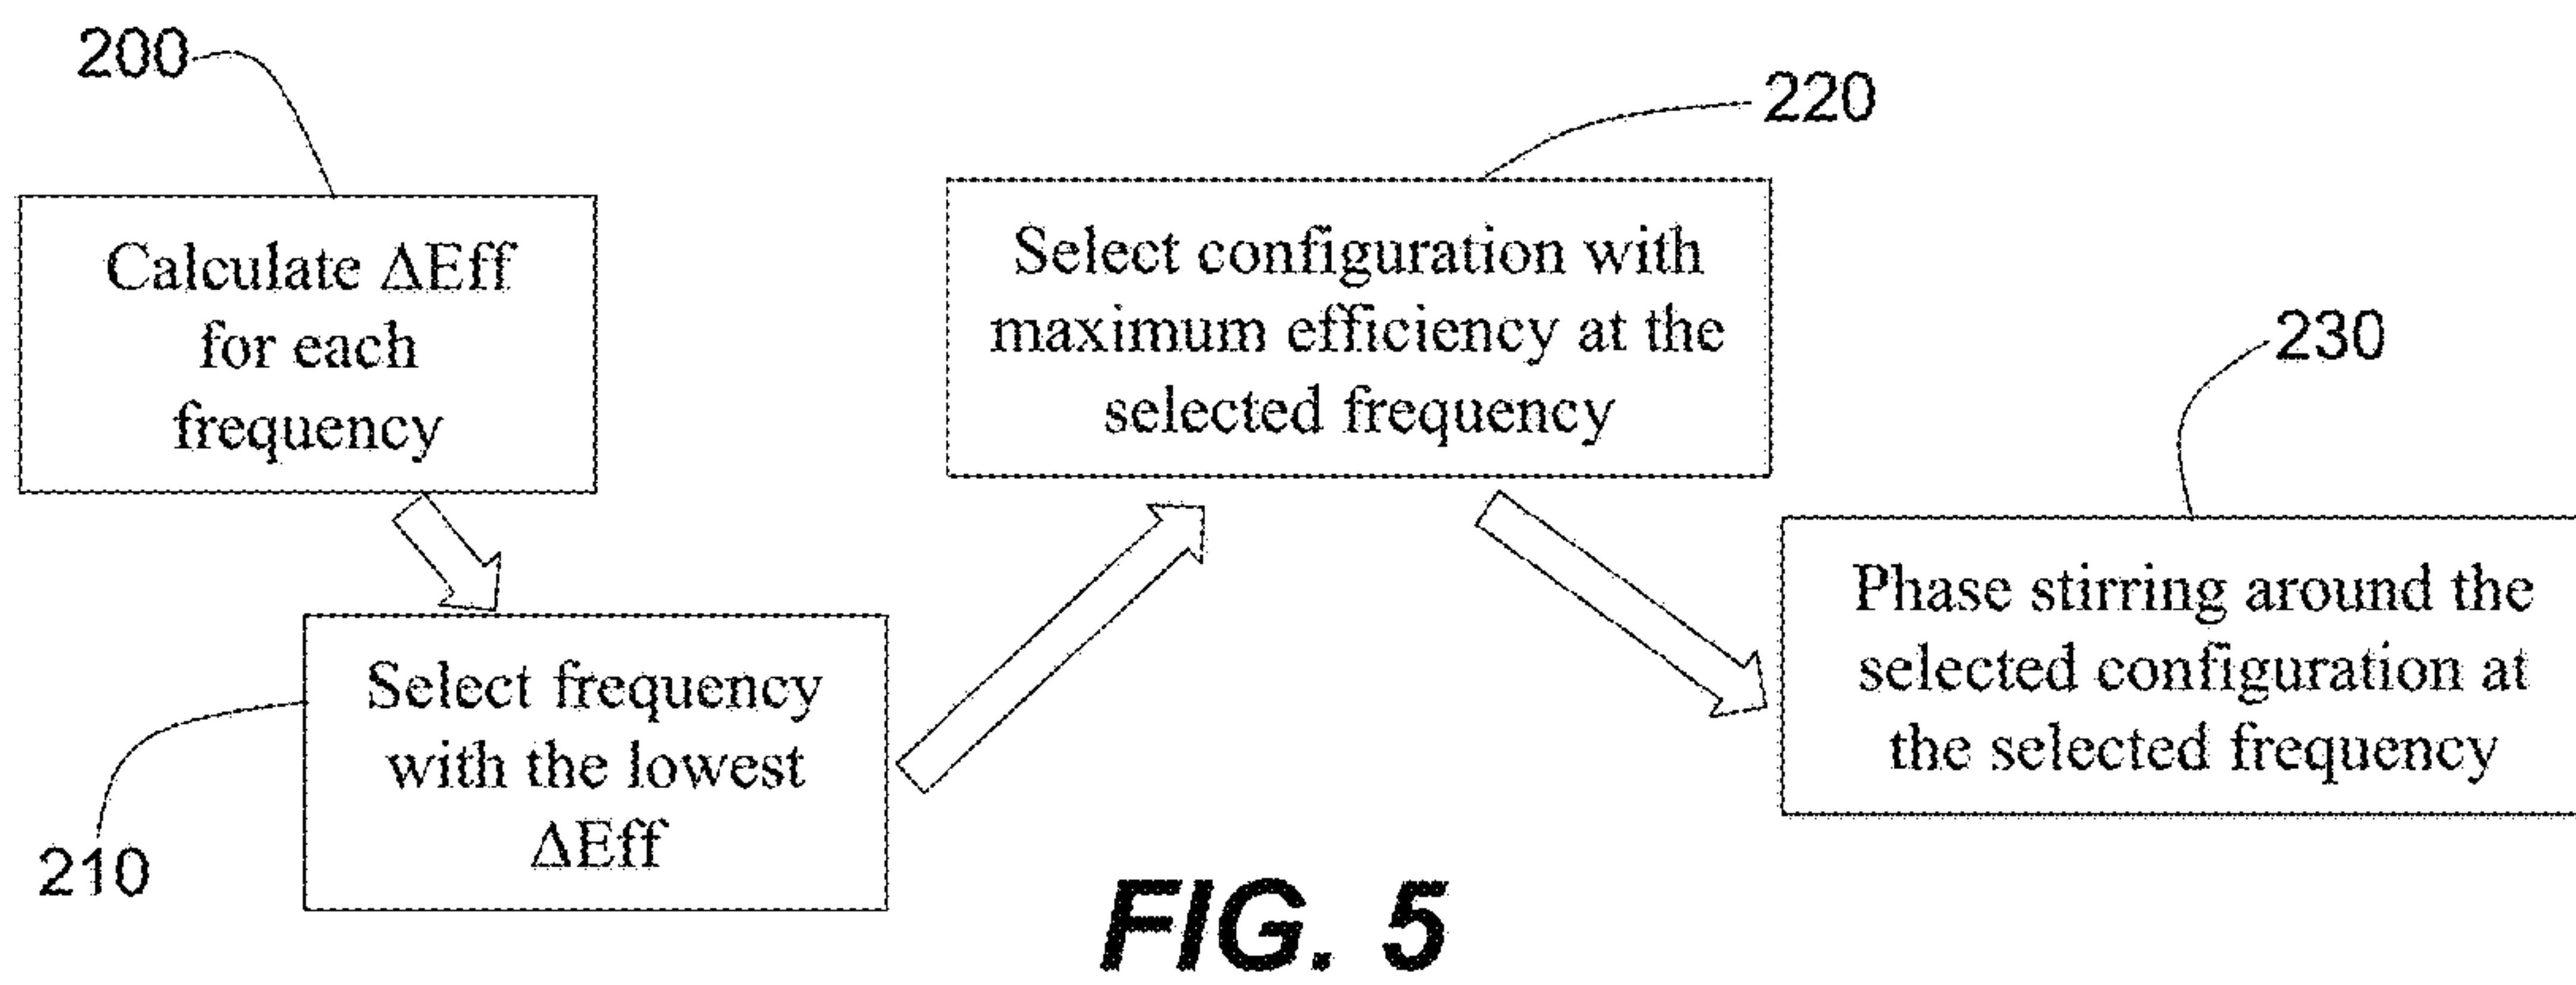 200
Calculate ΔEff
for each
frequency
210
Select frequency
with the lowest
ΔEff
220
Select configuration with
maximum efficiency at the
selected frequency
230
Phase stirring around the
selected configuration at
the selected frequency
FIG. 5